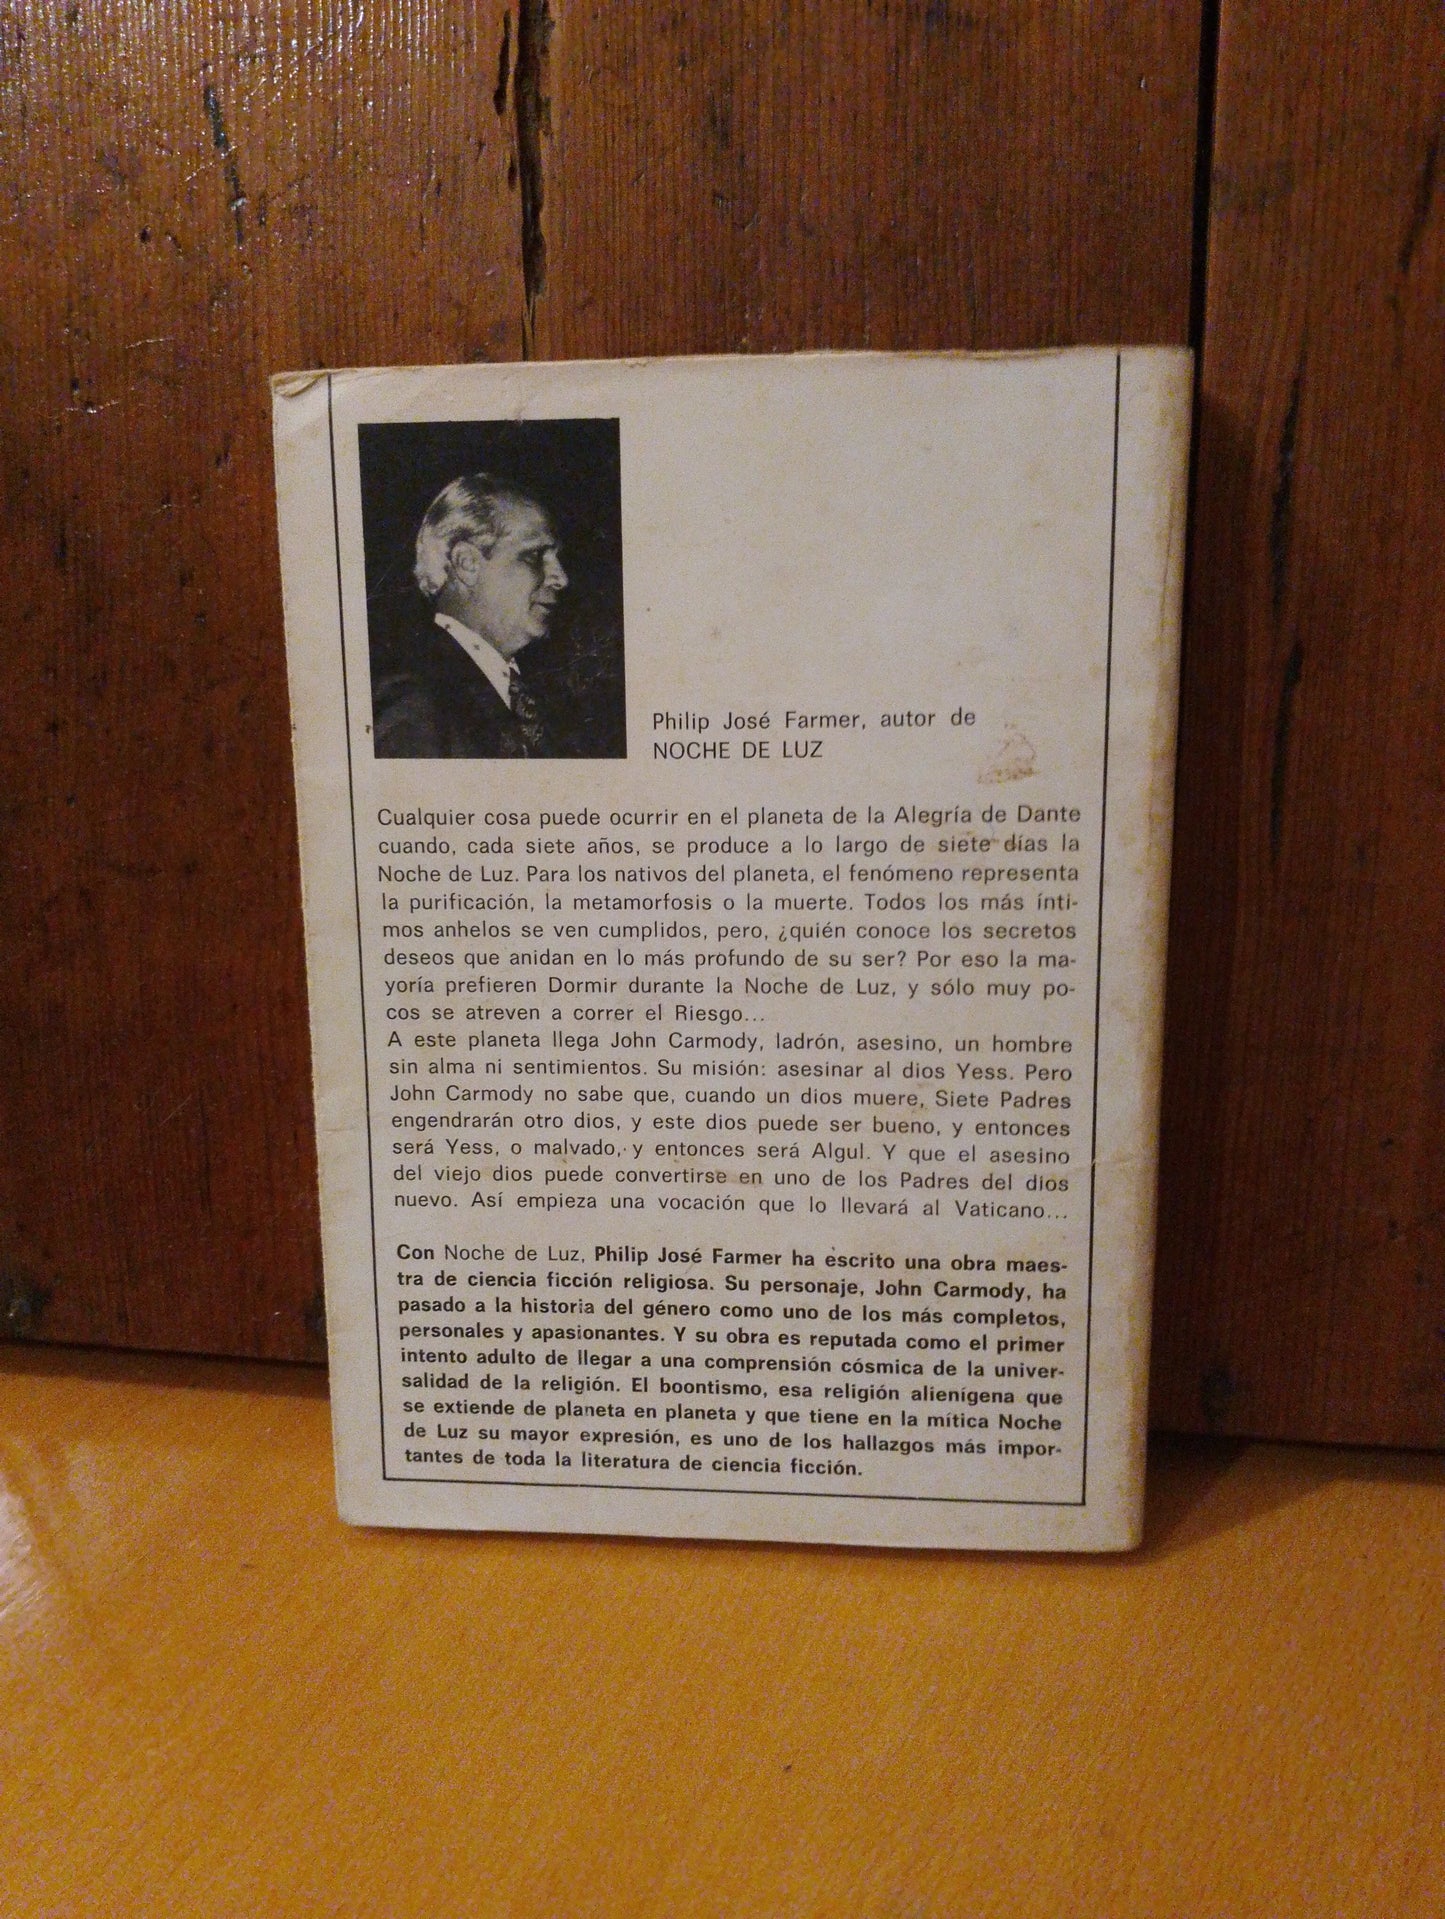 Philip José Farmer, autor de
NOCHE DE LUZ
Cualquier cosa puede ocurrir en el planeta de la Alegría de Dante
cuando, cada siete años, se produce a lo largo de siete días la
Noche de Luz. Para los nativos del planeta, el fenómeno representa
la purificación, la metamorfosis o la muerte. Todos los más ínti-
mos anhelos se ven cumplidos, pero, ¿quién conoce los secretos
deseos que anidan en lo más profundo de su ser? Por eso la ma-
yoría prefieren Dormir durante la Noche de Luz, y sólo muy po-
cos se atreven a correr el Riesgo...
A este planeta llega John Carmody, ladrón, asesino, un hombre
sin alma ni sentimientos. Su misión: asesinar al dios Yess. Pero
John Carmody no sabe que, cuando un dios muere, Siete Padres
engendrarán otro dios, y este dios puede ser bueno, y entonces
será Yess, o malvado, y entonces será Algul. Y que el asesino
del viejo dios puede convertirse en uno de los Padres del dios
nuevo. Así empieza una vocación que lo llevará al Vaticano...
Con Noche de Luz, Philip José Farmer ha escrito una obra maes-
tra de ciencia ficción religiosa. Su personaje, John Carmody, ha
pasado a la historia del género como uno de los más completos,
personales y apasionantes. Y su obra es reputada como el primer
intento adulto de llegar a una comprensión cósmica de la univer-
salidad de la religión. El boontismo, esa religión alienígena que
se extiende de planeta en planeta y que tiene en la mítica Noche
de Luz su mayor expresión, es uno de los hallazgos más impor-
tantes de toda la literatura de ciencia ficción.